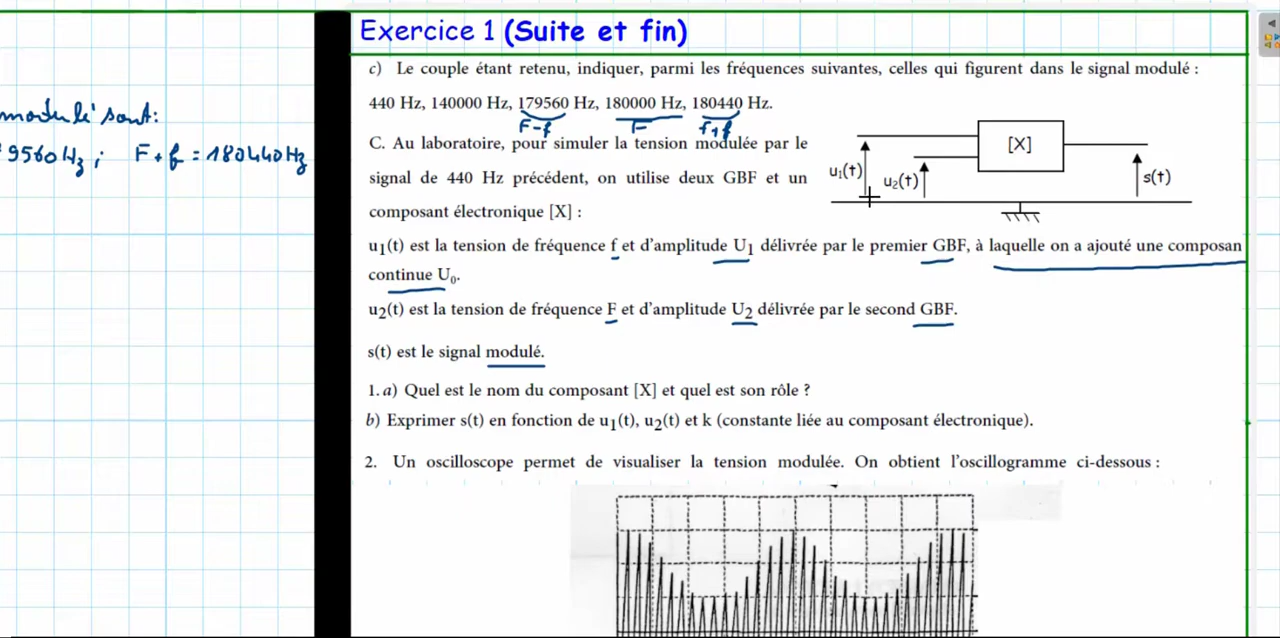 Exercice 1 (Suite et fin)
c) Le couple étant retenu, indiquer, parmi les fréquences suivantes, celles qui figurent dans le signal modulé :
440 Hz, 140000 Hz, 179560 Hz, 180000 Hz, 180440 Hz.
F-f F f+f
modulé sont:
9560 Hz ; F + f = 180440 Hz
C. Au laboratoire, pour simuler la tension modulée par le
signal de 440 Hz précédent, on utilise deux GBF et un
composant électronique [X] :
[X]
u1(t)
u2(t)
s(t)
u1(t) est la tension de fréquence f et d'amplitude U1 délivrée par le premier GBF, à laquelle on a ajouté une composan
continue U0.
u2(t) est la tension de fréquence F et d'amplitude U2 délivrée par le second GBF.
s(t) est le signal modulé.
1. a) Quel est le nom du composant [X] et quel est son rôle ?
b) Exprimer s(t) en fonction de u1(t), u2(t) et k (constante liée au composant électronique).
2. Un oscilloscope permet de visualiser la tension modulée. On obtient l'oscillogramme ci-dessous :